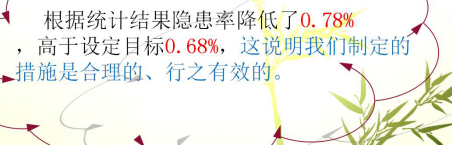 根据统计结果隐患率降低了0.78%
，高于设定目标0.68%，这说明我们制定的
措施是合理的、行之有效的。